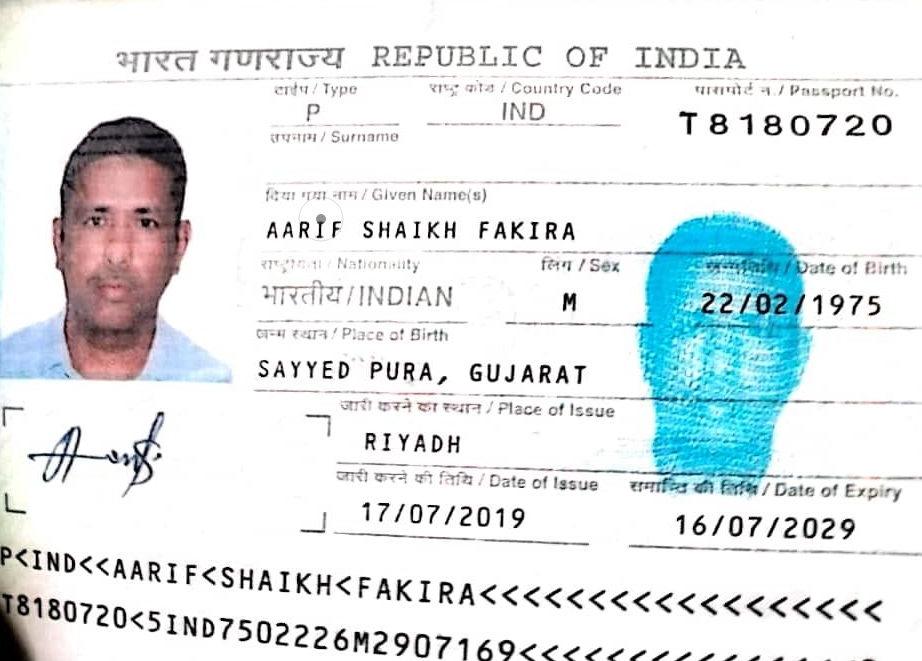 भारत गणराज्य REPUBLIC OF INDIA
टाईप / Type राष्ट्र कोड / Country Code पासपोर्ट न. / Passport No.
P IND T8180720
उपनाम / Surname
दिया गया नाम / Given Name(s)
AARIF SHAIKH FAKIRA
राष्ट्रीयता / Nationality लिंग / Sex जन्मतिथि / Date of Birth
भारतीय/INDIAN M 22/02/1975
जन्म स्थान / Place of Birth
SAYYED PURA, GUJARAT
जारी करने का स्थान / Place of Issue
RIYADH
जारी करने की तिथि / Date of Issue समाप्ति की तिथि / Date of Expiry
17/07/2019 16/07/2029
P<IND<<AARIF<SHAIKH<FAKIRA<<<<<<<<<<<<<<<<<<<
T8180720<5IND7502226M2907169<<<<<<<<<<<<<<